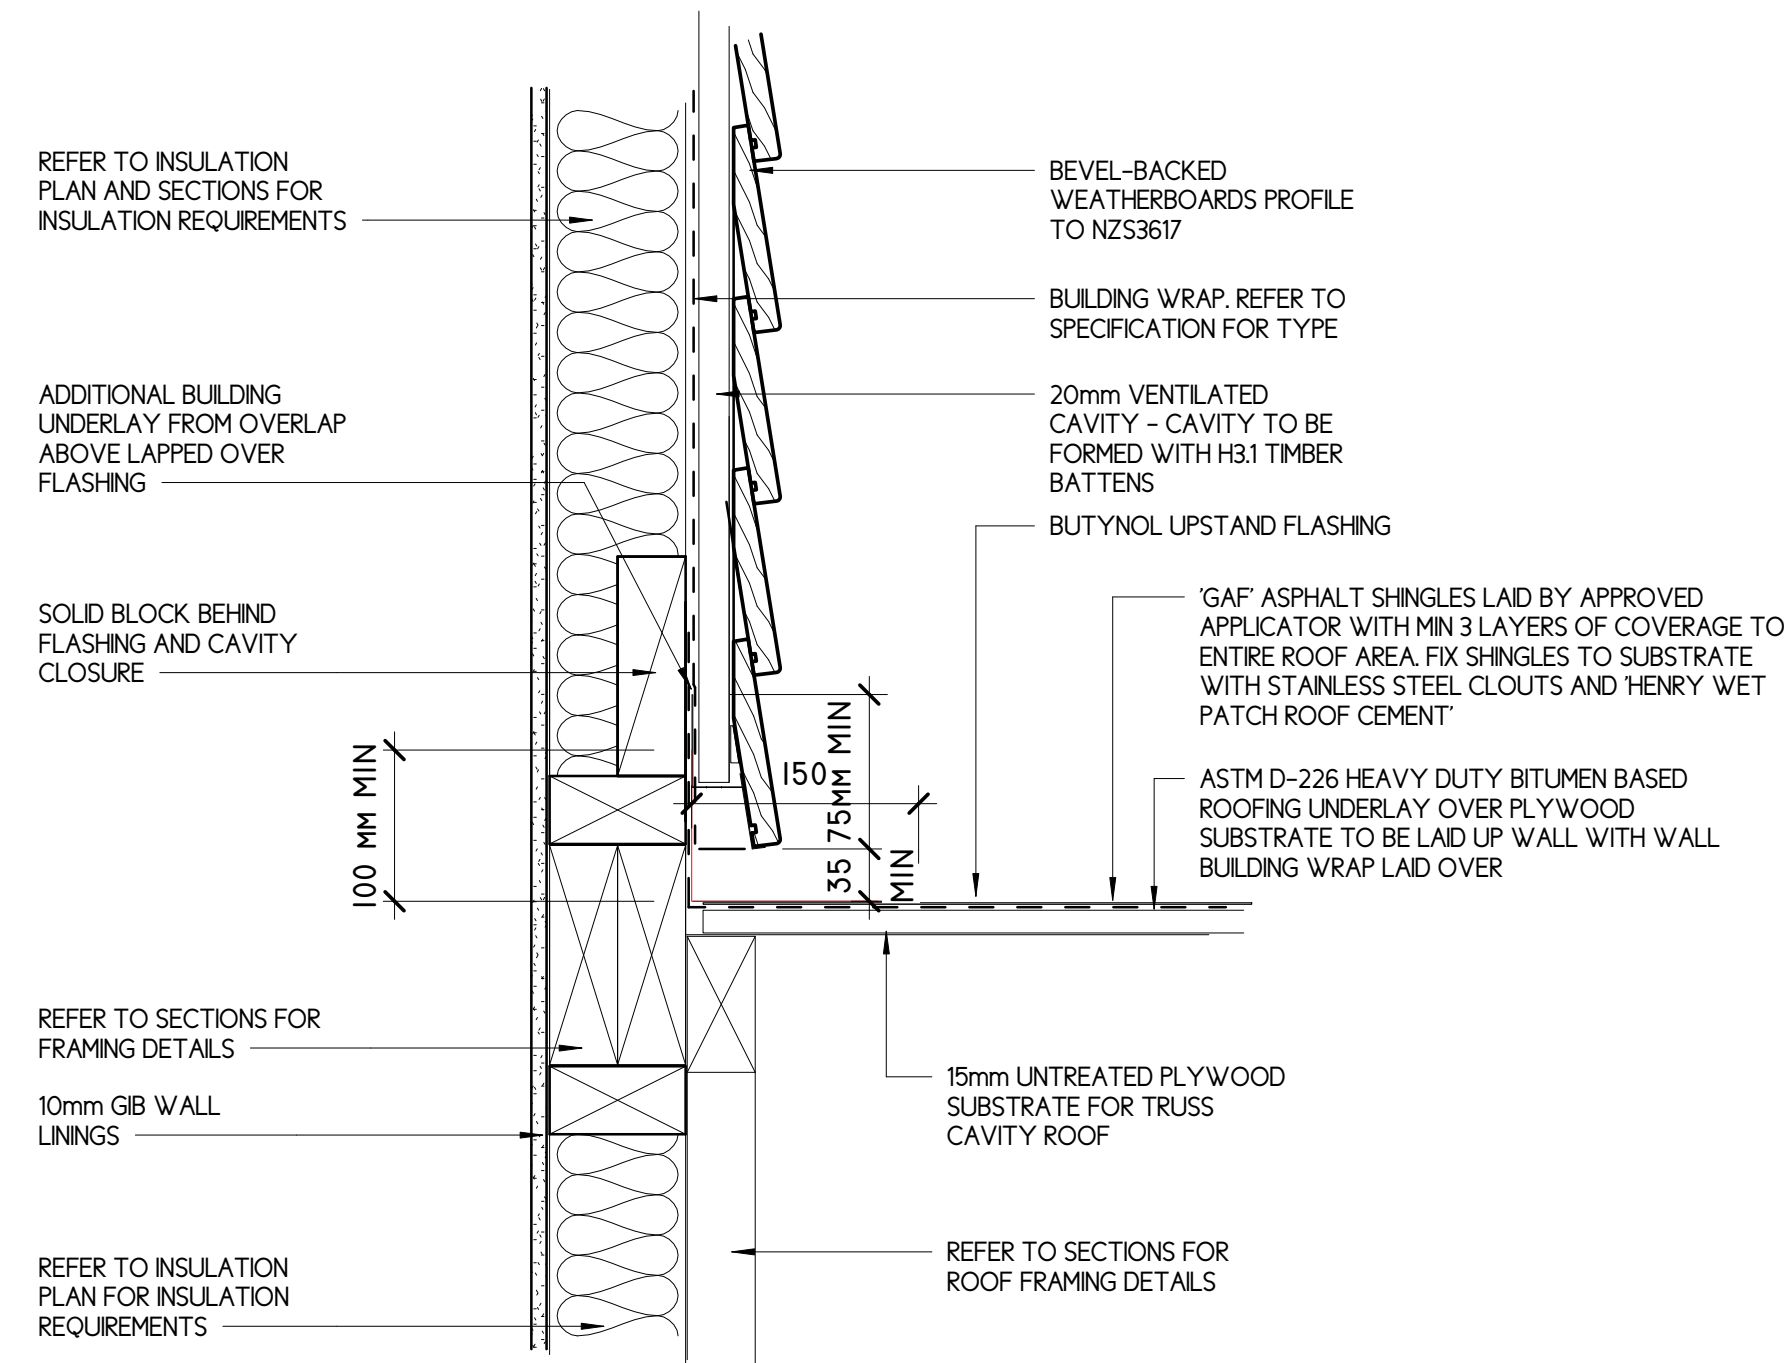 REFER TO INSULATION
PLAN AND SECTIONS FOR
INSULATION REQUIREMENTS
ADDITIONAL BUILDING
UNDERLAY FROM OVERLAP
ABOVE LAPPED OVER
FLASHING
SOLID BLOCK BEHIND
FLASHING AND CAVITY
CLOSURE
100 MM MIN
REFER TO SECTIONS FOR
FRAMING DETAILS
10mm GIB WALL
LININGS
REFER TO INSULATION
PLAN FOR INSULATION
REQUIREMENTS
BEVEL-BACKED
WEATHERBOARDS PROFILE
TO NZS3617
BUILDING WRAP. REFER TO
SPECIFICATION FOR TYPE
20mm VENTILATED
CAVITY - CAVITY TO BE
FORMED WITH H3.1 TIMBER
BATTENS
BUTYNOL UPSTAND FLASHING
'GAF' ASPHALT SHINGLES LAID BY APPROVED
APPLICATOR WITH MIN 3 LAYERS OF COVERAGE TO
ENTIRE ROOF AREA. FIX SHINGLES TO SUBSTRATE
WITH STAINLESS STEEL CLOUTS AND 'HENRY WET
PATCH ROOF CEMENT'
150
75MM MIN
35
MIN
ASTM D-226 HEAVY DUTY BITUMEN BASED
ROOFING UNDERLAY OVER PLYWOOD
SUBSTRATE TO BE LAID UP WALL WITH WALL
BUILDING WRAP LAID OVER
15mm UNTREATED PLYWOOD
SUBSTRATE FOR TRUSS
CAVITY ROOF
REFER TO SECTIONS FOR
ROOF FRAMING DETAILS